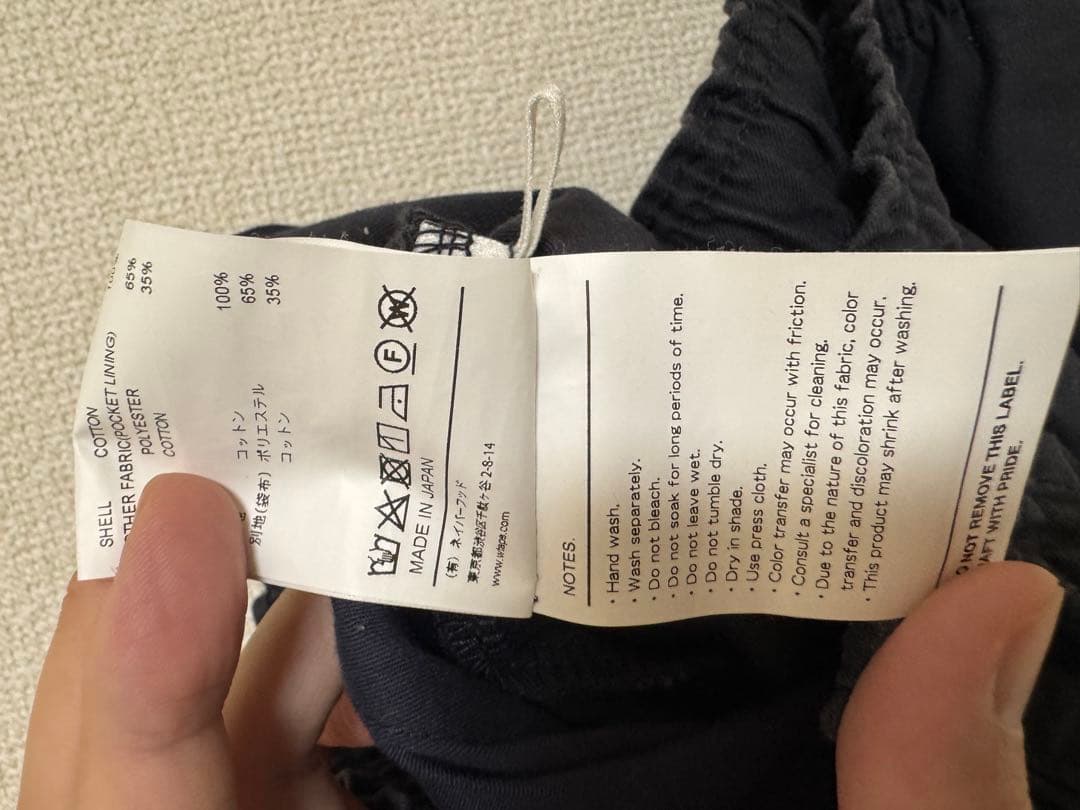 SHELL COTTON
OTHER FABRIC(POCKET LINING)
POLYESTER 65%
COTTON 35%
コットン 100%
別地(袋布) ポリエステル 65%
コットン 35%
F W
MADE IN JAPAN
(有) ネイバーフッド
東京都渋谷区千駄ヶ谷 2-8-14
NOTES.
・Hand wash.
・Wash separately.
・Do not bleach.
・Do not soak for long periods of time.
・Do not leave wet.
・Do not tumble dry.
・Dry in shade.
・Use press cloth.
・Color transfer may occur with friction.
・Consult a specialist for cleaning.
・Due to the nature of this fabric, color
transfer and discoloration may occur.
・This product may shrink after washing.
NOT REMOVE THIS LABEL.
WITH PRIDE.